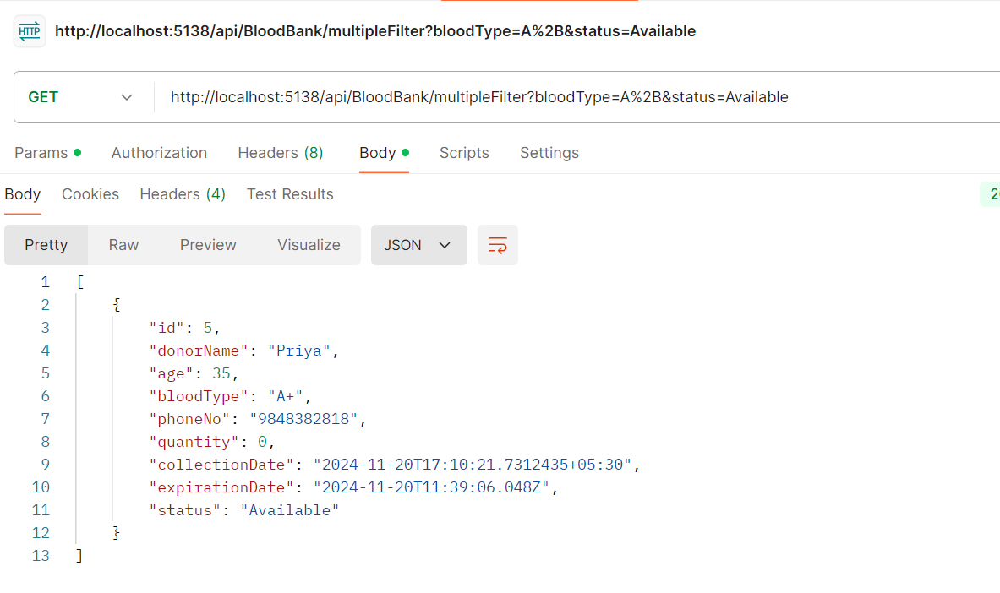 HTTP http://localhost:5138/api/BloodBank/multipleFilter?bloodType=A%2B&status=Available
GET http://localhost:5138/api/BloodBank/multipleFilter?bloodType=A%2B&status=Available
Params Authorization Headers (8) Body Scripts Settings
Body Cookies Headers (4) Test Results
Pretty Raw Preview Visualize JSON
1 [
2 {
3 "id": 5,
4 "donorName": "Priya",
5 "age": 35,
6 "bloodType": "A+",
7 "phoneNo": "9848382818",
8 "quantity": 0,
9 "collectionDate": "2024-11-20T17:10:21.7312435+05:30",
10 "expirationDate": "2024-11-20T11:39:06.048Z",
11 "status": "Available"
12 }
13 ]